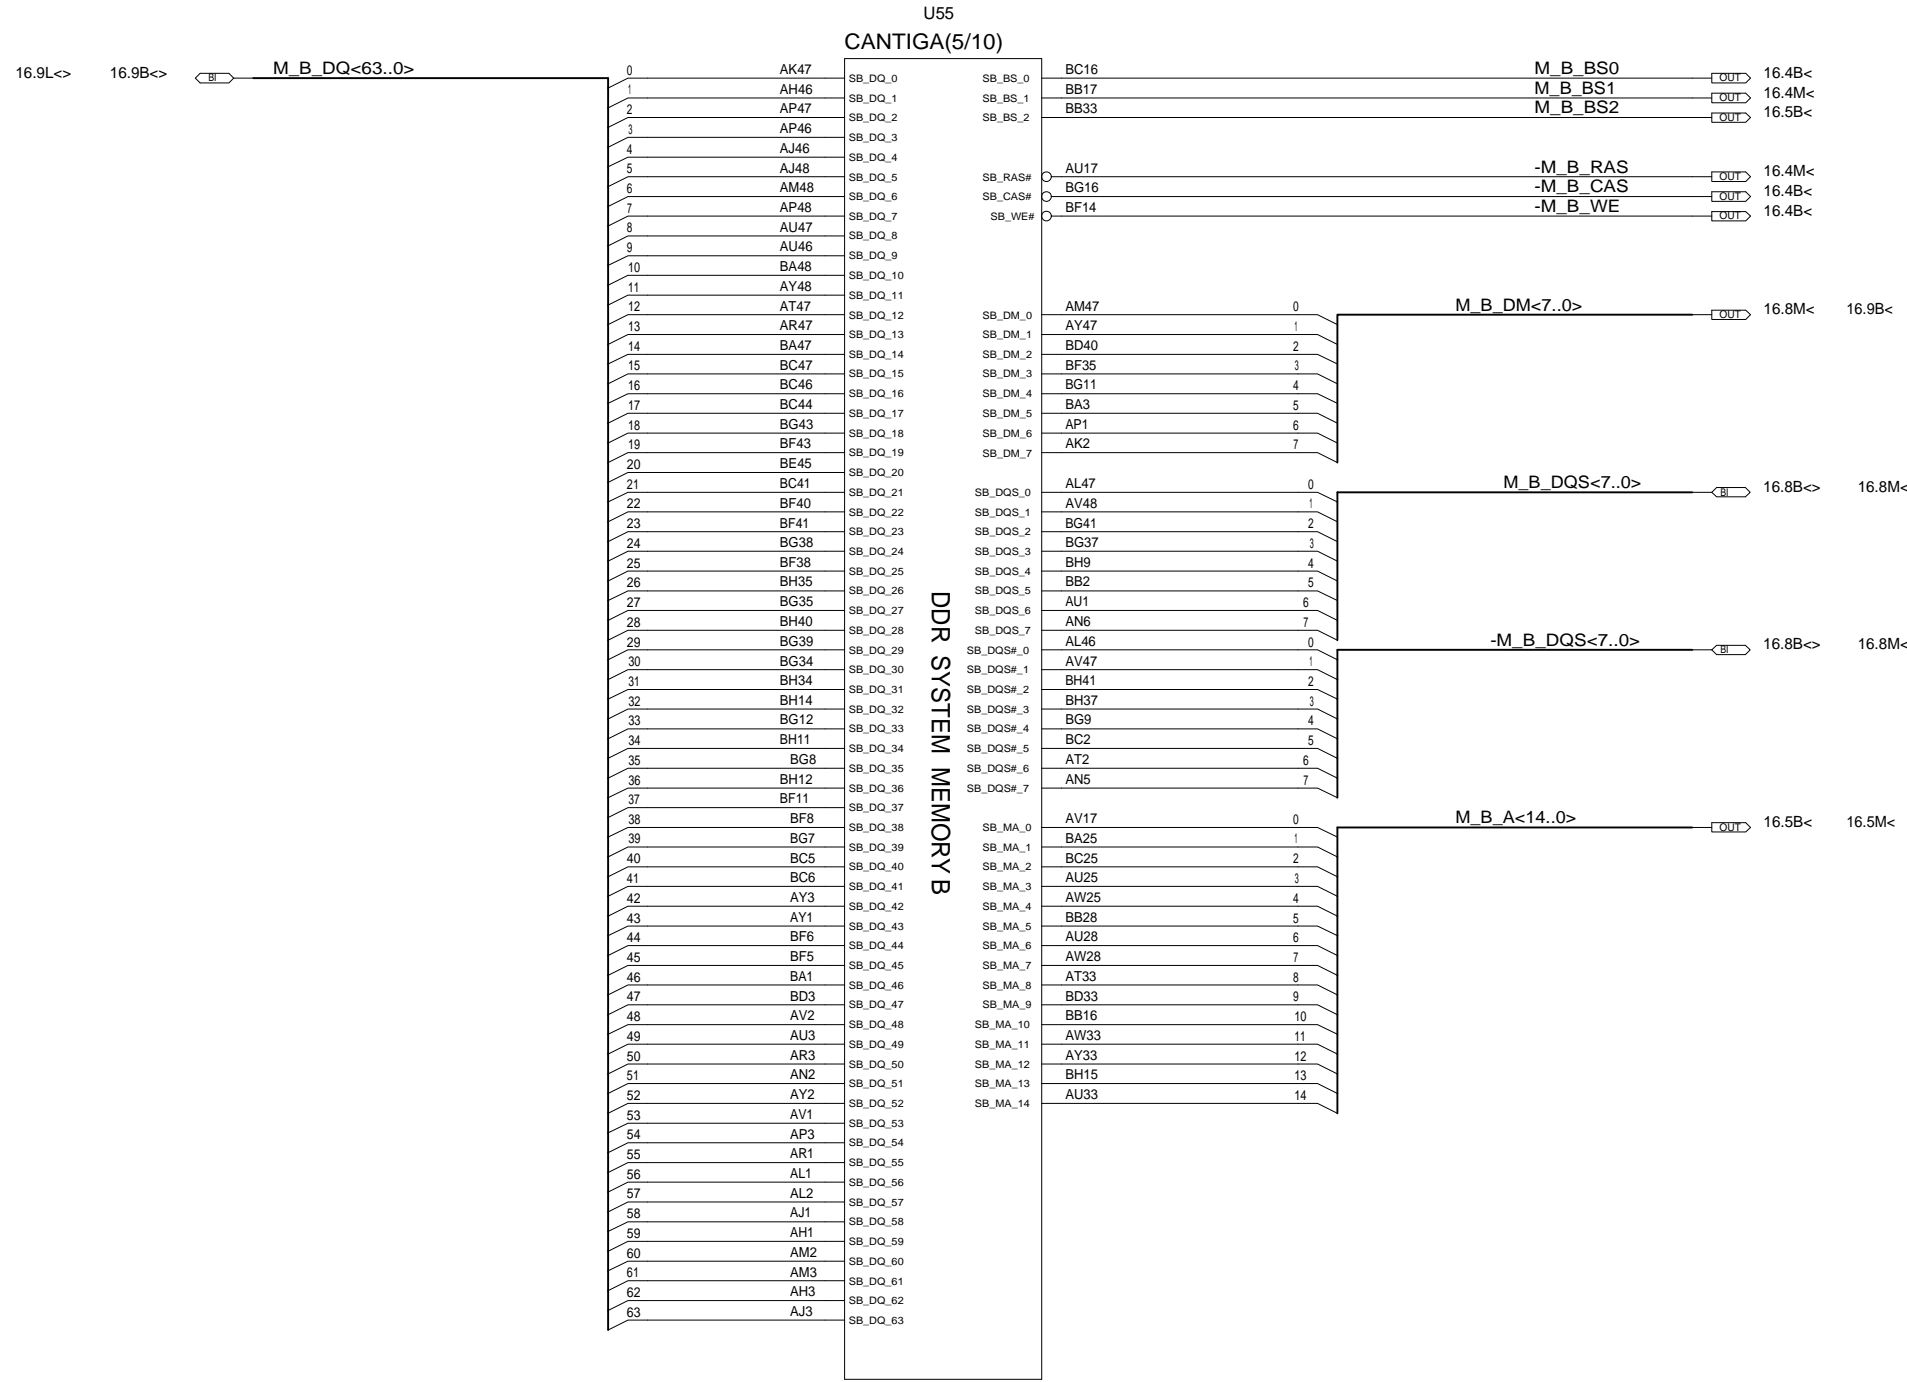 U55
CANTIGA(5/10)
16.9L<> 16.9B<> BI M_B_DQ<63..0>
0 AK47 SB_DQ_0
1 AH46 SB_DQ_1
2 AP47 SB_DQ_2
3 AP46 SB_DQ_3
4 AJ46 SB_DQ_4
5 AJ48 SB_DQ_5
6 AM48 SB_DQ_6
7 AP48 SB_DQ_7
8 AU47 SB_DQ_8
9 AU46 SB_DQ_9
10 BA48 SB_DQ_10
11 AY48 SB_DQ_11
12 AT47 SB_DQ_12
13 AR47 SB_DQ_13
14 BA47 SB_DQ_14
15 BC47 SB_DQ_15
16 BC46 SB_DQ_16
17 BC44 SB_DQ_17
18 BG43 SB_DQ_18
19 BF43 SB_DQ_19
20 BE45 SB_DQ_20
21 BC41 SB_DQ_21
22 BF40 SB_DQ_22
23 BF41 SB_DQ_23
24 BG38 SB_DQ_24
25 BF38 SB_DQ_25
26 BH35 SB_DQ_26
27 BG35 SB_DQ_27
28 BH40 SB_DQ_28
29 BG39 SB_DQ_29
30 BG34 SB_DQ_30
31 BH34 SB_DQ_31
32 BH14 SB_DQ_32
33 BG12 SB_DQ_33
34 BH11 SB_DQ_34
35 BG8 SB_DQ_35
36 BH12 SB_DQ_36
37 BF11 SB_DQ_37
38 BF8 SB_DQ_38
39 BG7 SB_DQ_39
40 BC5 SB_DQ_40
41 BC6 SB_DQ_41
42 AY3 SB_DQ_42
43 AY1 SB_DQ_43
44 BF6 SB_DQ_44
45 BF5 SB_DQ_45
46 BA1 SB_DQ_46
47 BD3 SB_DQ_47
48 AV2 SB_DQ_48
49 AU3 SB_DQ_49
50 AR3 SB_DQ_50
51 AN2 SB_DQ_51
52 AY2 SB_DQ_52
53 AV1 SB_DQ_53
54 AP3 SB_DQ_54
55 AR1 SB_DQ_55
56 AL1 SB_DQ_56
57 AL2 SB_DQ_57
58 AJ1 SB_DQ_58
59 AH1 SB_DQ_59
60 AM2 SB_DQ_60
61 AM3 SB_DQ_61
62 AH3 SB_DQ_62
63 AJ3 SB_DQ_63
DDR SYSTEM MEMORY B
SB_BS_0 BC16 M_B_BS0 OUT 16.4B<
SB_BS_1 BB17 M_B_BS1 OUT 16.4M<
SB_BS_2 BB33 M_B_BS2 OUT 16.5B<
SB_RAS# AU17 -M_B_RAS OUT 16.4M<
SB_CAS# BG16 -M_B_CAS OUT 16.4B<
SB_WE# BF14 -M_B_WE OUT 16.4B<
SB_DM_0 AM47 0 M_B_DM<7..0> OUT 16.8M< 16.9B<
SB_DM_1 AY47 1
SB_DM_2 BD40 2
SB_DM_3 BF35 3
SB_DM_4 BG11 4
SB_DM_5 BA3 5
SB_DM_6 AP1 6
SB_DM_7 AK2 7
SB_DQS_0 AL47 0 M_B_DQS<7..0> BI 16.8B<> 16.8M<
SB_DQS_1 AV48 1
SB_DQS_2 BG41 2
SB_DQS_3 BG37 3
SB_DQS_4 BH9 4
SB_DQS_5 BB2 5
SB_DQS_6 AU1 6
SB_DQS_7 AN6 7
SB_DQS#_0 AL46 0 -M_B_DQS<7..0> BI 16.8B<> 16.8M<
SB_DQS#_1 AV47 1
SB_DQS#_2 BH41 2
SB_DQS#_3 BH37 3
SB_DQS#_4 BG9 4
SB_DQS#_5 BC2 5
SB_DQS#_6 AT2 6
SB_DQS#_7 AN5 7
SB_MA_0 AV17 0 M_B_A<14..0> OUT 16.5B< 16.5M<
SB_MA_1 BA25 1
SB_MA_2 BC25 2
SB_MA_3 AU25 3
SB_MA_4 AW25 4
SB_MA_5 BB28 5
SB_MA_6 AU28 6
SB_MA_7 AW28 7
SB_MA_8 AT33 8
SB_MA_9 BD33 9
SB_MA_10 BB16 10
SB_MA_11 AW33 11
SB_MA_12 AY33 12
SB_MA_13 BH15 13
SB_MA_14 AU33 14